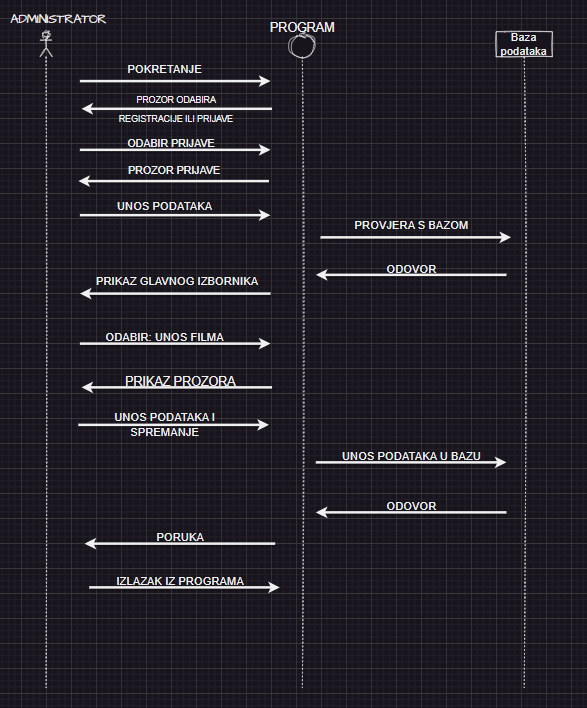 ADMINISTRATOR
PROGRAM
Baza
podataka
POKRETANJE
PROZOR ODABIRA
REGISTRACIJE ILI PRIJAVE
ODABIR PRIJAVE
PROZOR PRIJAVE
UNOS PODATAKA
PROVJERA S BAZOM
ODOVOR
PRIKAZ GLAVNOG IZBORNIKA
ODABIR: UNOS FILMA
PRIKAZ PROZORA
UNOS PODATAKA I
SPREMANJE
UNOS PODATAKA U BAZU
ODOVOR
PORUKA
IZLAZAK IZ PROGRAMA